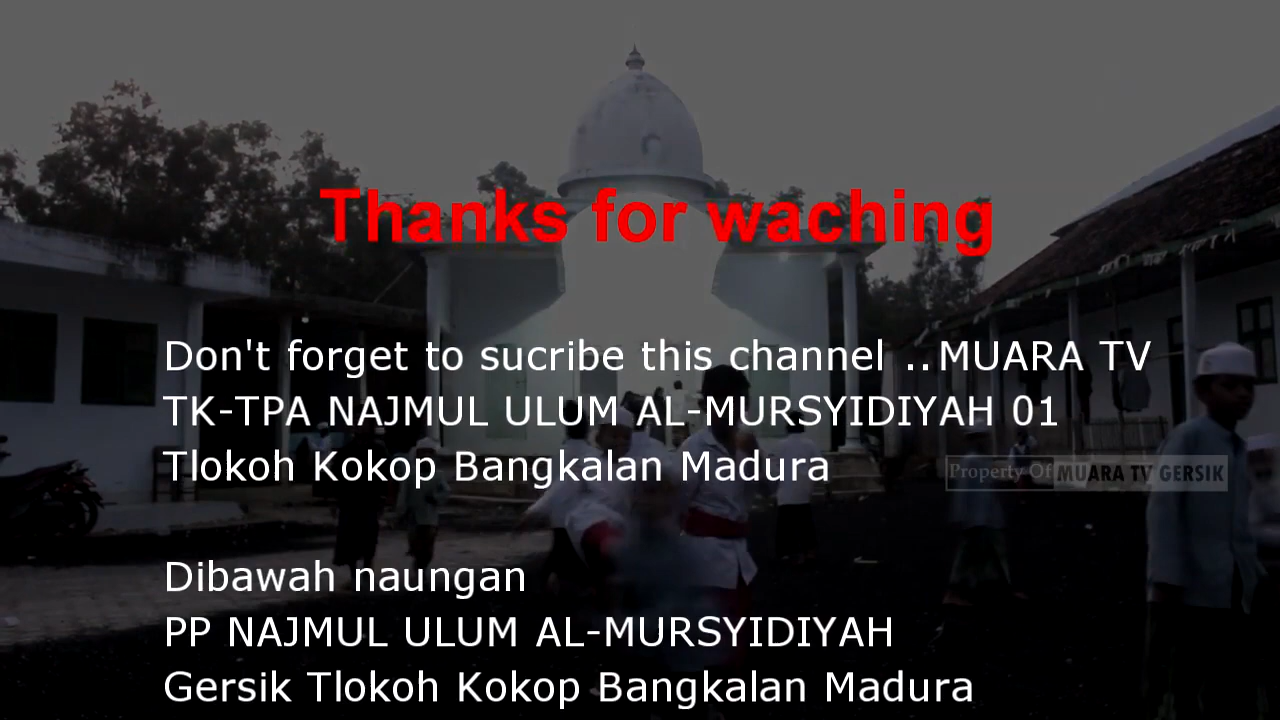 Thanks for waching
Don't forget to sucribe this channel ..MUARA TV
TK-TPA NAJMUL ULUM AL-MURSYIDIYAH 01
Tlokoh Kokop Bangkalan Madura
Property Of MUARA TV GERSIK
Dibawah naungan
PP NAJMUL ULUM AL-MURSYIDIYAH
Gersik Tlokoh Kokop Bangkalan Madura